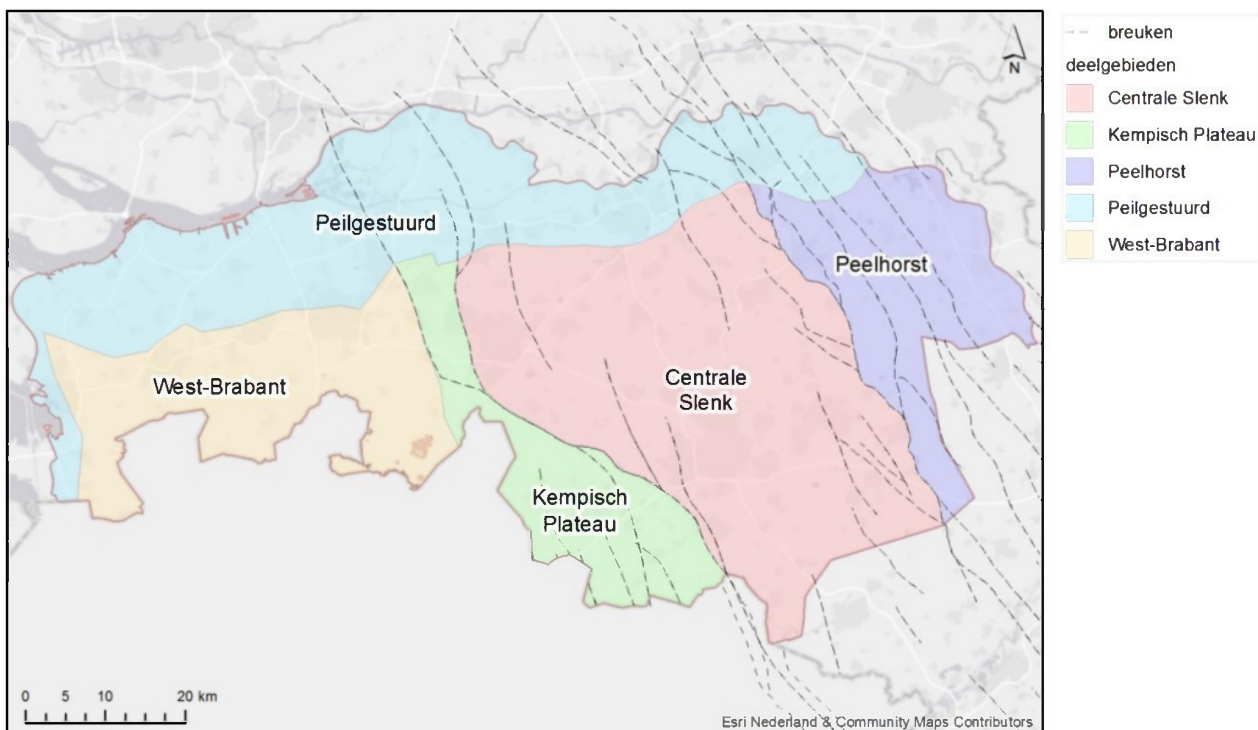 N
Peilgestuurd
Peelhorst
West-Brabant
Centrale
Slenk
Kempisch
Plateau
0 5 10 20 km
Esri Nederland & Community Maps Contributors
breuken
deelgebieden
Centrale Slenk
Kempisch Plateau
Peelhorst
Peilgestuurd
West-Brabant